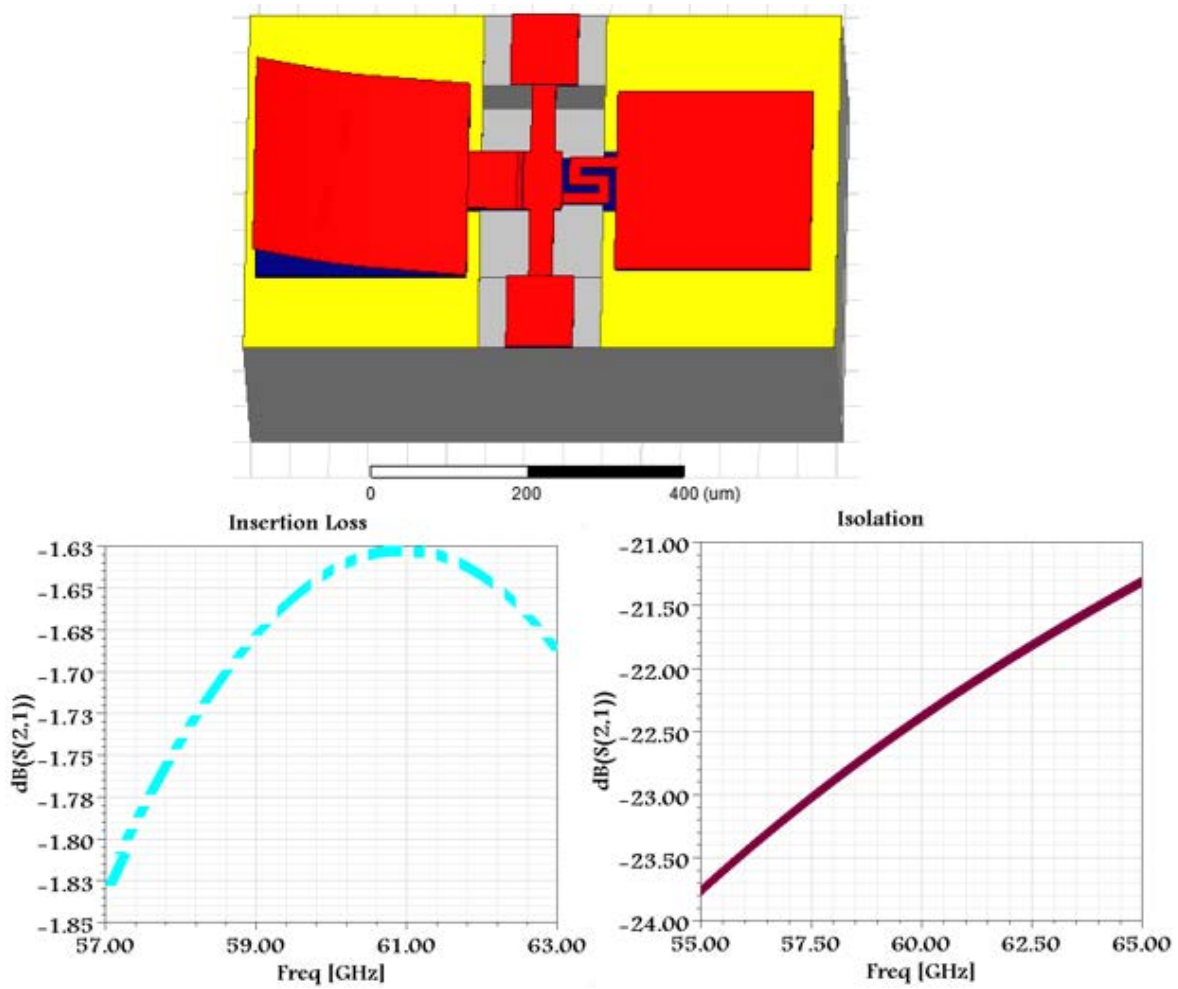 0 200 400 (um)
Insertion Loss
-1.63
-1.65
-1.68
-1.70
-1.73
-1.75
-1.78
-1.80
-1.83
-1.85
dB(S(2,1))
57.00 59.00 61.00 63.00
Freq [GHz]
Isolation
-21.00
-21.50
-22.00
-22.50
-23.00
-23.50
-24.00
dB(S(2,1))
55.00 57.50 60.00 62.50 65.00
Freq [GHz]